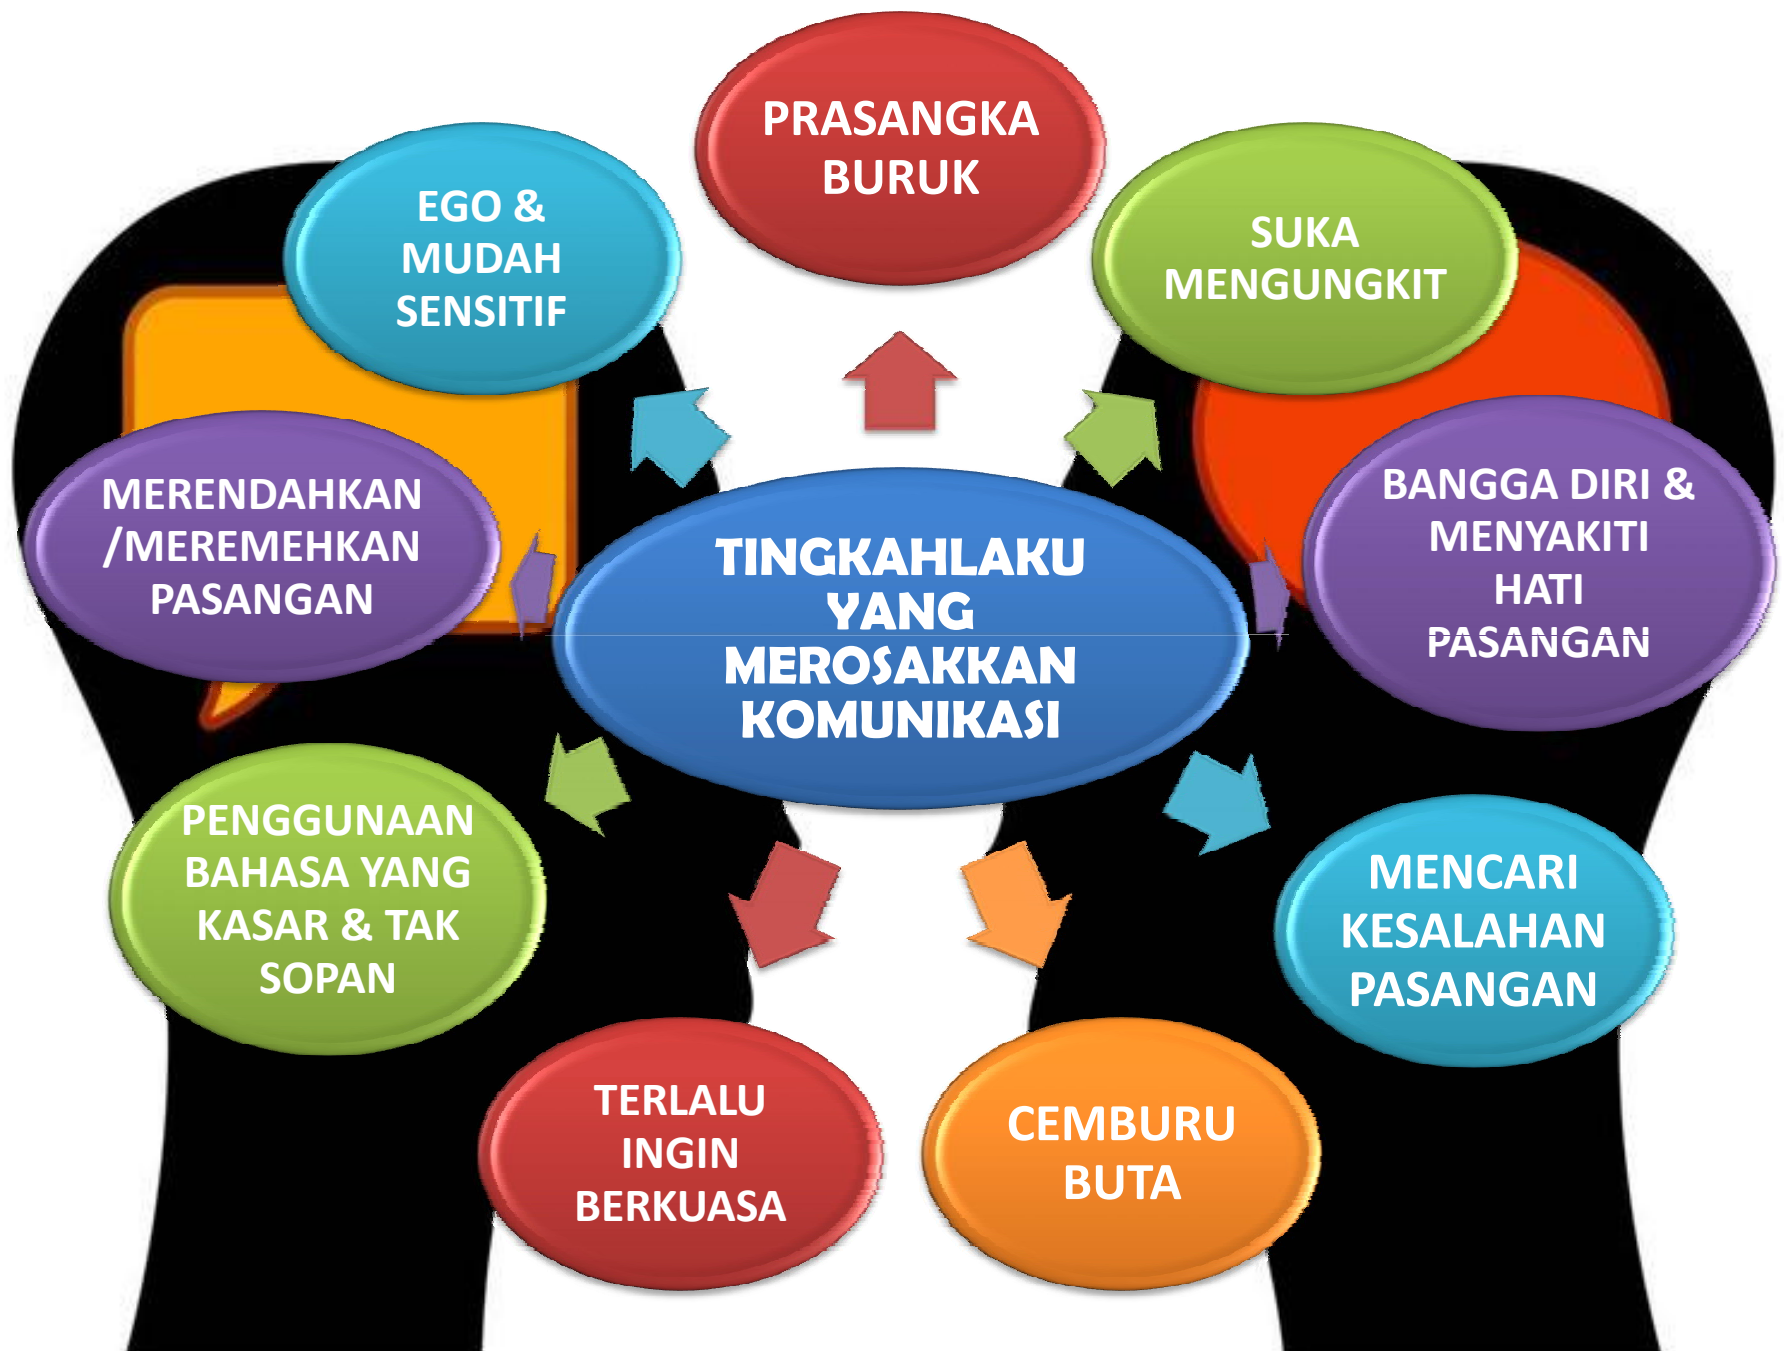 PRASANGKA
BURUK
SUKA
MENGUNGKIT
BANGGA DIRI &
MENYAKITI
HATI
PASANGAN
MENCARI
KESALAHAN
PASANGAN
CEMBURU
BUTA
TERLALU
INGIN
BERKUASA
PENGGUNAAN
BAHASA YANG
KASAR & TAK
SOPAN
MERENDAHKAN
/MEREMEHKAN
PASANGAN
EGO &
MUDAH
SENSITIF
TINGKAHLAKU
YANG
MEROSAKKAN
KOMUNIKASI